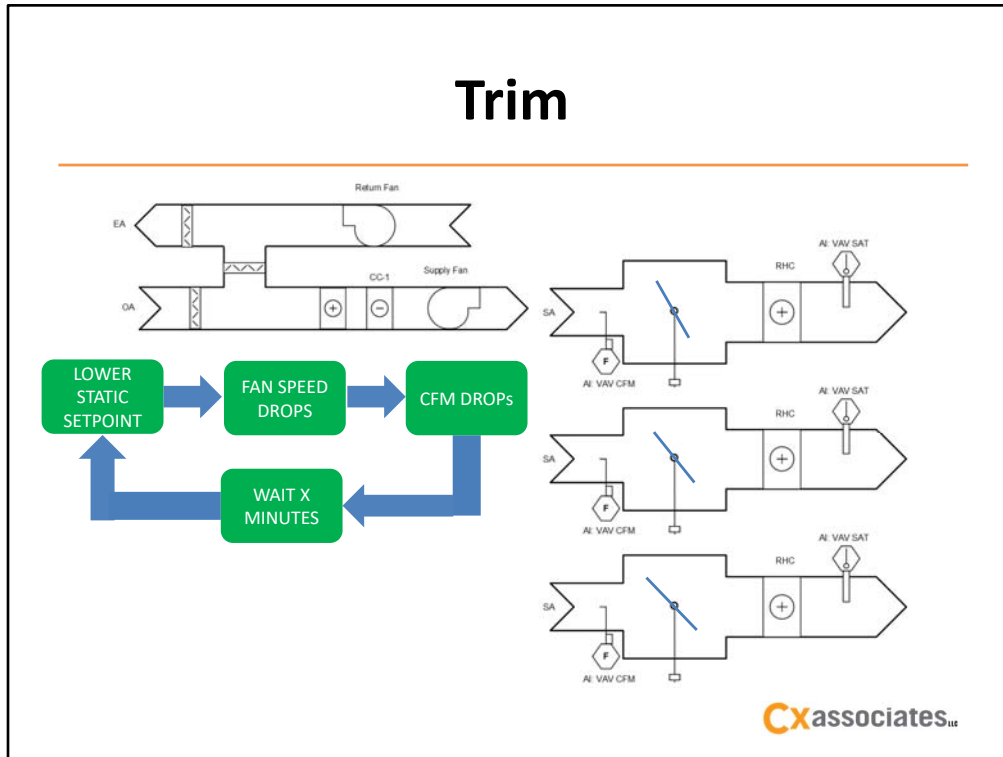 Trim
Return Fan
EA
CC-1
Supply Fan
OA
LOWER
STATIC
SETPOINT
FAN SPEED
DROPS
CFM DROPs
WAIT X
MINUTES
AI: VAV SAT
RHC
SA
F
AI: VAV CFM
AI: VAV SAT
RHC
SA
F
AI: VAV CFM
AI: VAV SAT
RHC
SA
F
AI: VAV CFM
Cxassociates LLC